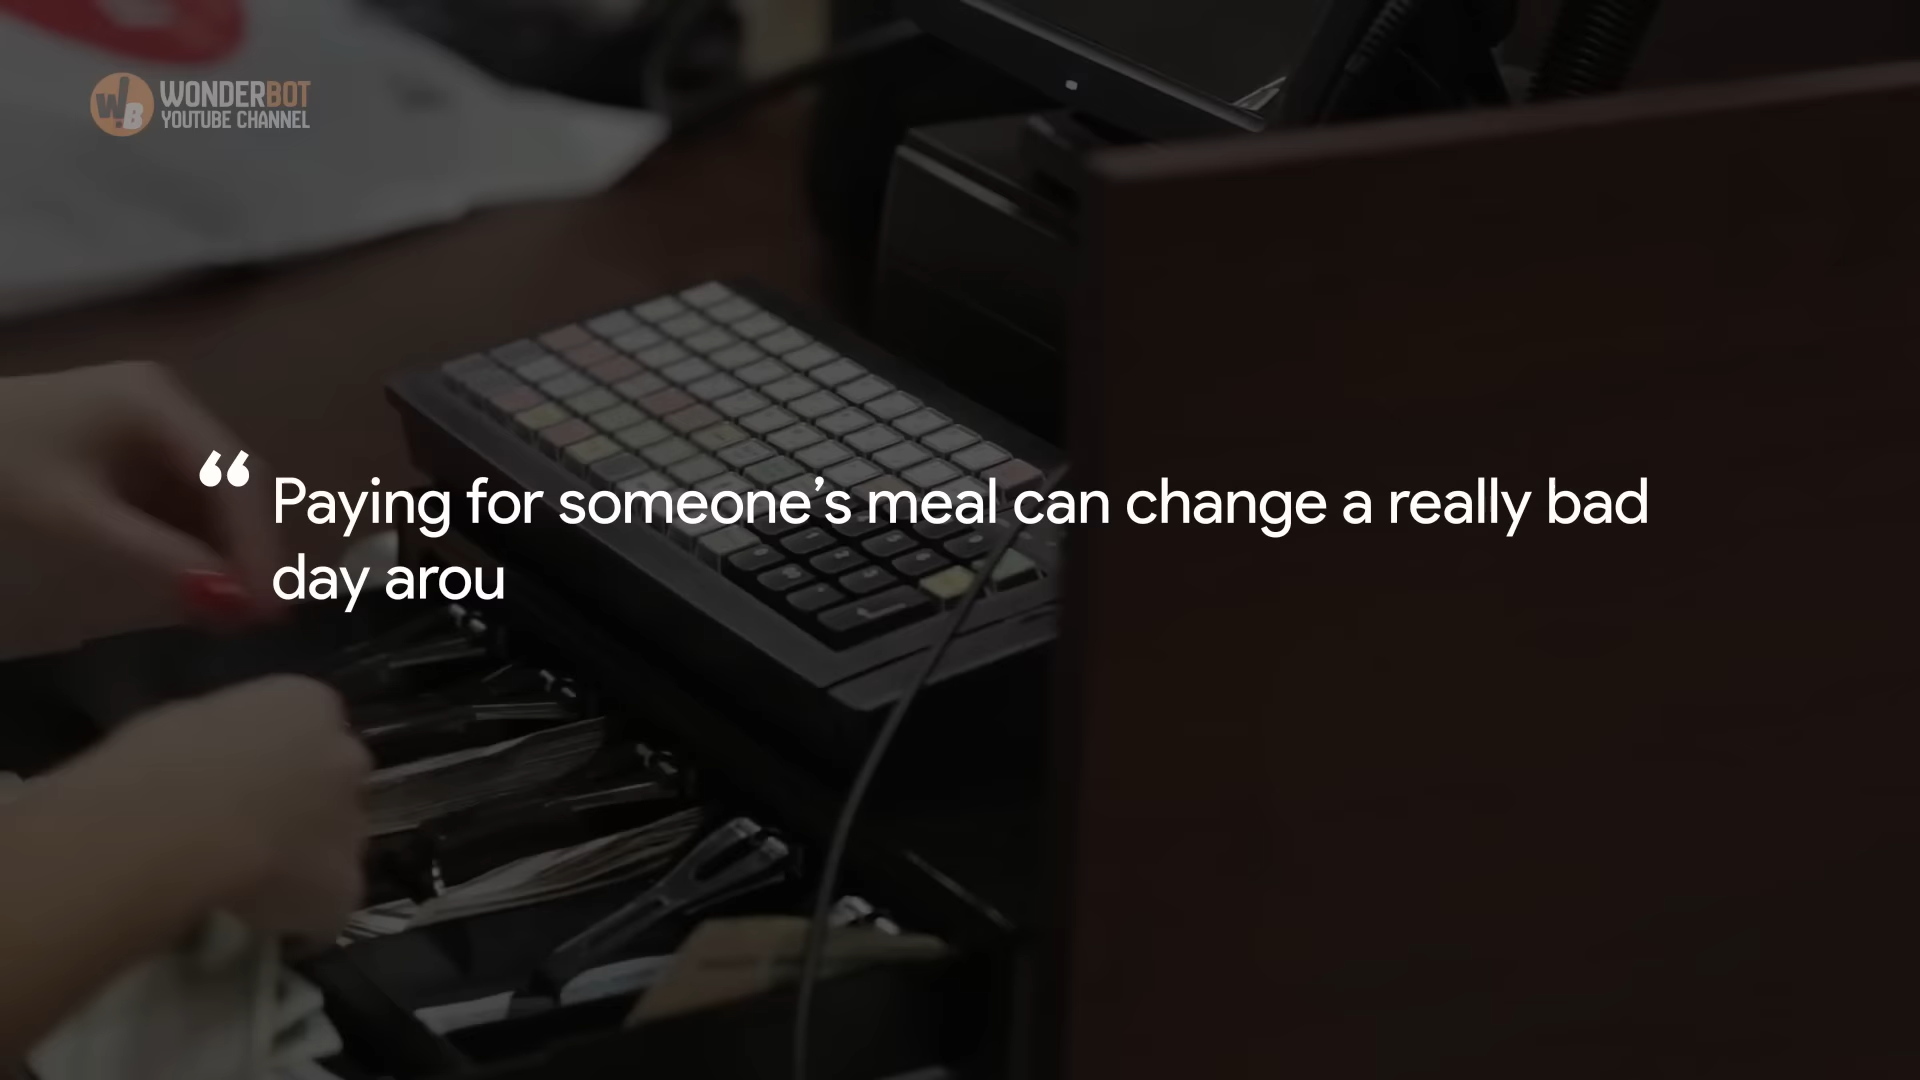 WONDERBOT
YOUTUBE CHANNEL
“Paying for someone’s meal can change a really bad
day arou